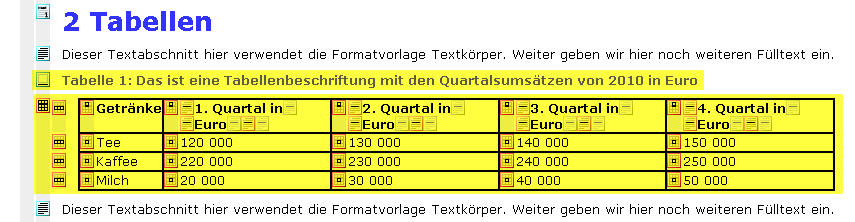 2 Tabellen
Dieser Textabschnitt hier verwendet die Formatvorlage Textkörper. Weiter geben wir hier noch weiteren Fülltext ein.
Tabelle 1: Das ist eine Tabellenbeschriftung mit den Quartalsumsätzen von 2010 in Euro
Getränke 1. Quartal in Euro 2. Quartal in Euro 3. Quartal in Euro 4. Quartal in Euro
Tee 120 000 130 000 140 000 150 000
Kaffee 220 000 230 000 240 000 250 000
Milch 20 000 30 000 40 000 50 000
Dieser Textabschnitt hier verwendet die Formatvorlage Textkörper. Weiter geben wir hier noch weiteren Fülltext ein.